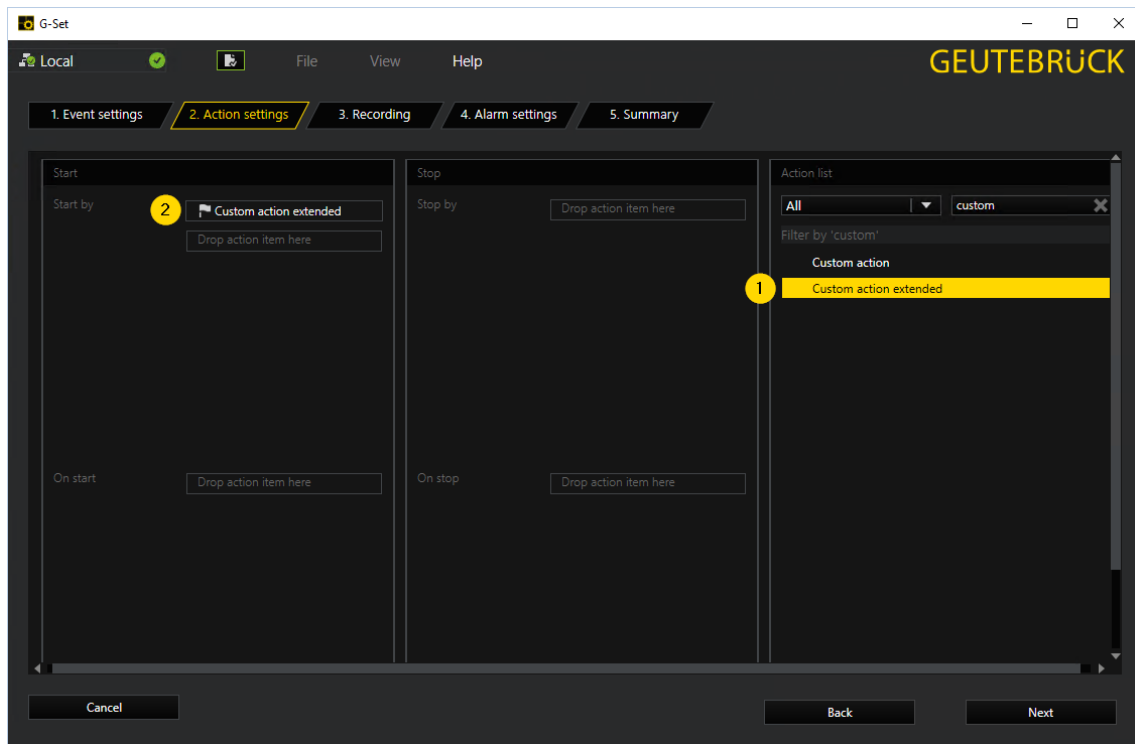 G-Set
Local File View Help GEUTEBRÜCK
1. Event settings 2. Action settings 3. Recording 4. Alarm settings 5. Summary
Start Stop Action list
Start by 2 Custom action extended Stop by Drop action item here All custom
Drop action item here Filter by 'custom'
Custom action
1 Custom action extended
On start Drop action item here On stop Drop action item here
Cancel Back Next